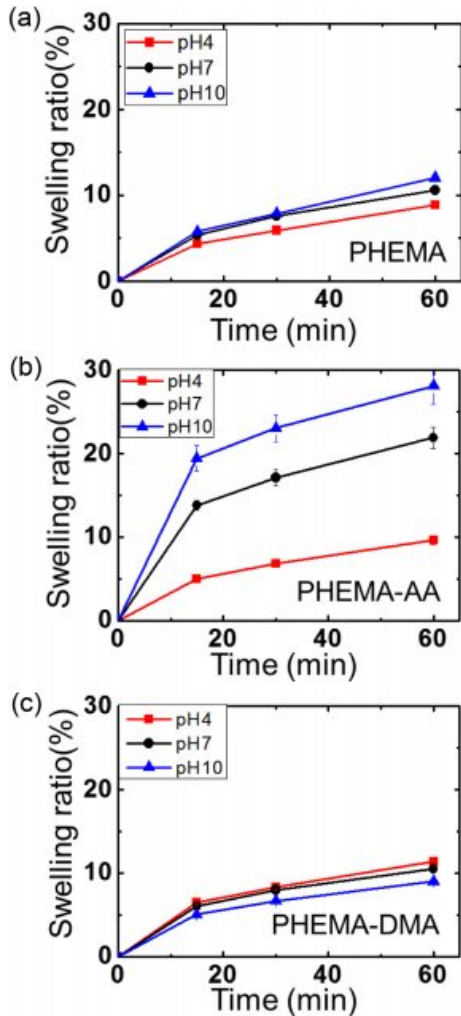 (a)
30
20
10
0
Swelling ratio(%)
pH4
pH7
pH10
PHEMA
0 20 40 60
Time (min)
(b)
30
20
10
0
Swelling ratio(%)
pH4
pH7
pH10
PHEMA-AA
0 20 40 60
Time (min)
(c)
30
20
10
0
Swelling ratio(%)
pH4
pH7
pH10
PHEMA-DMA
0 20 40 60
Time (min)